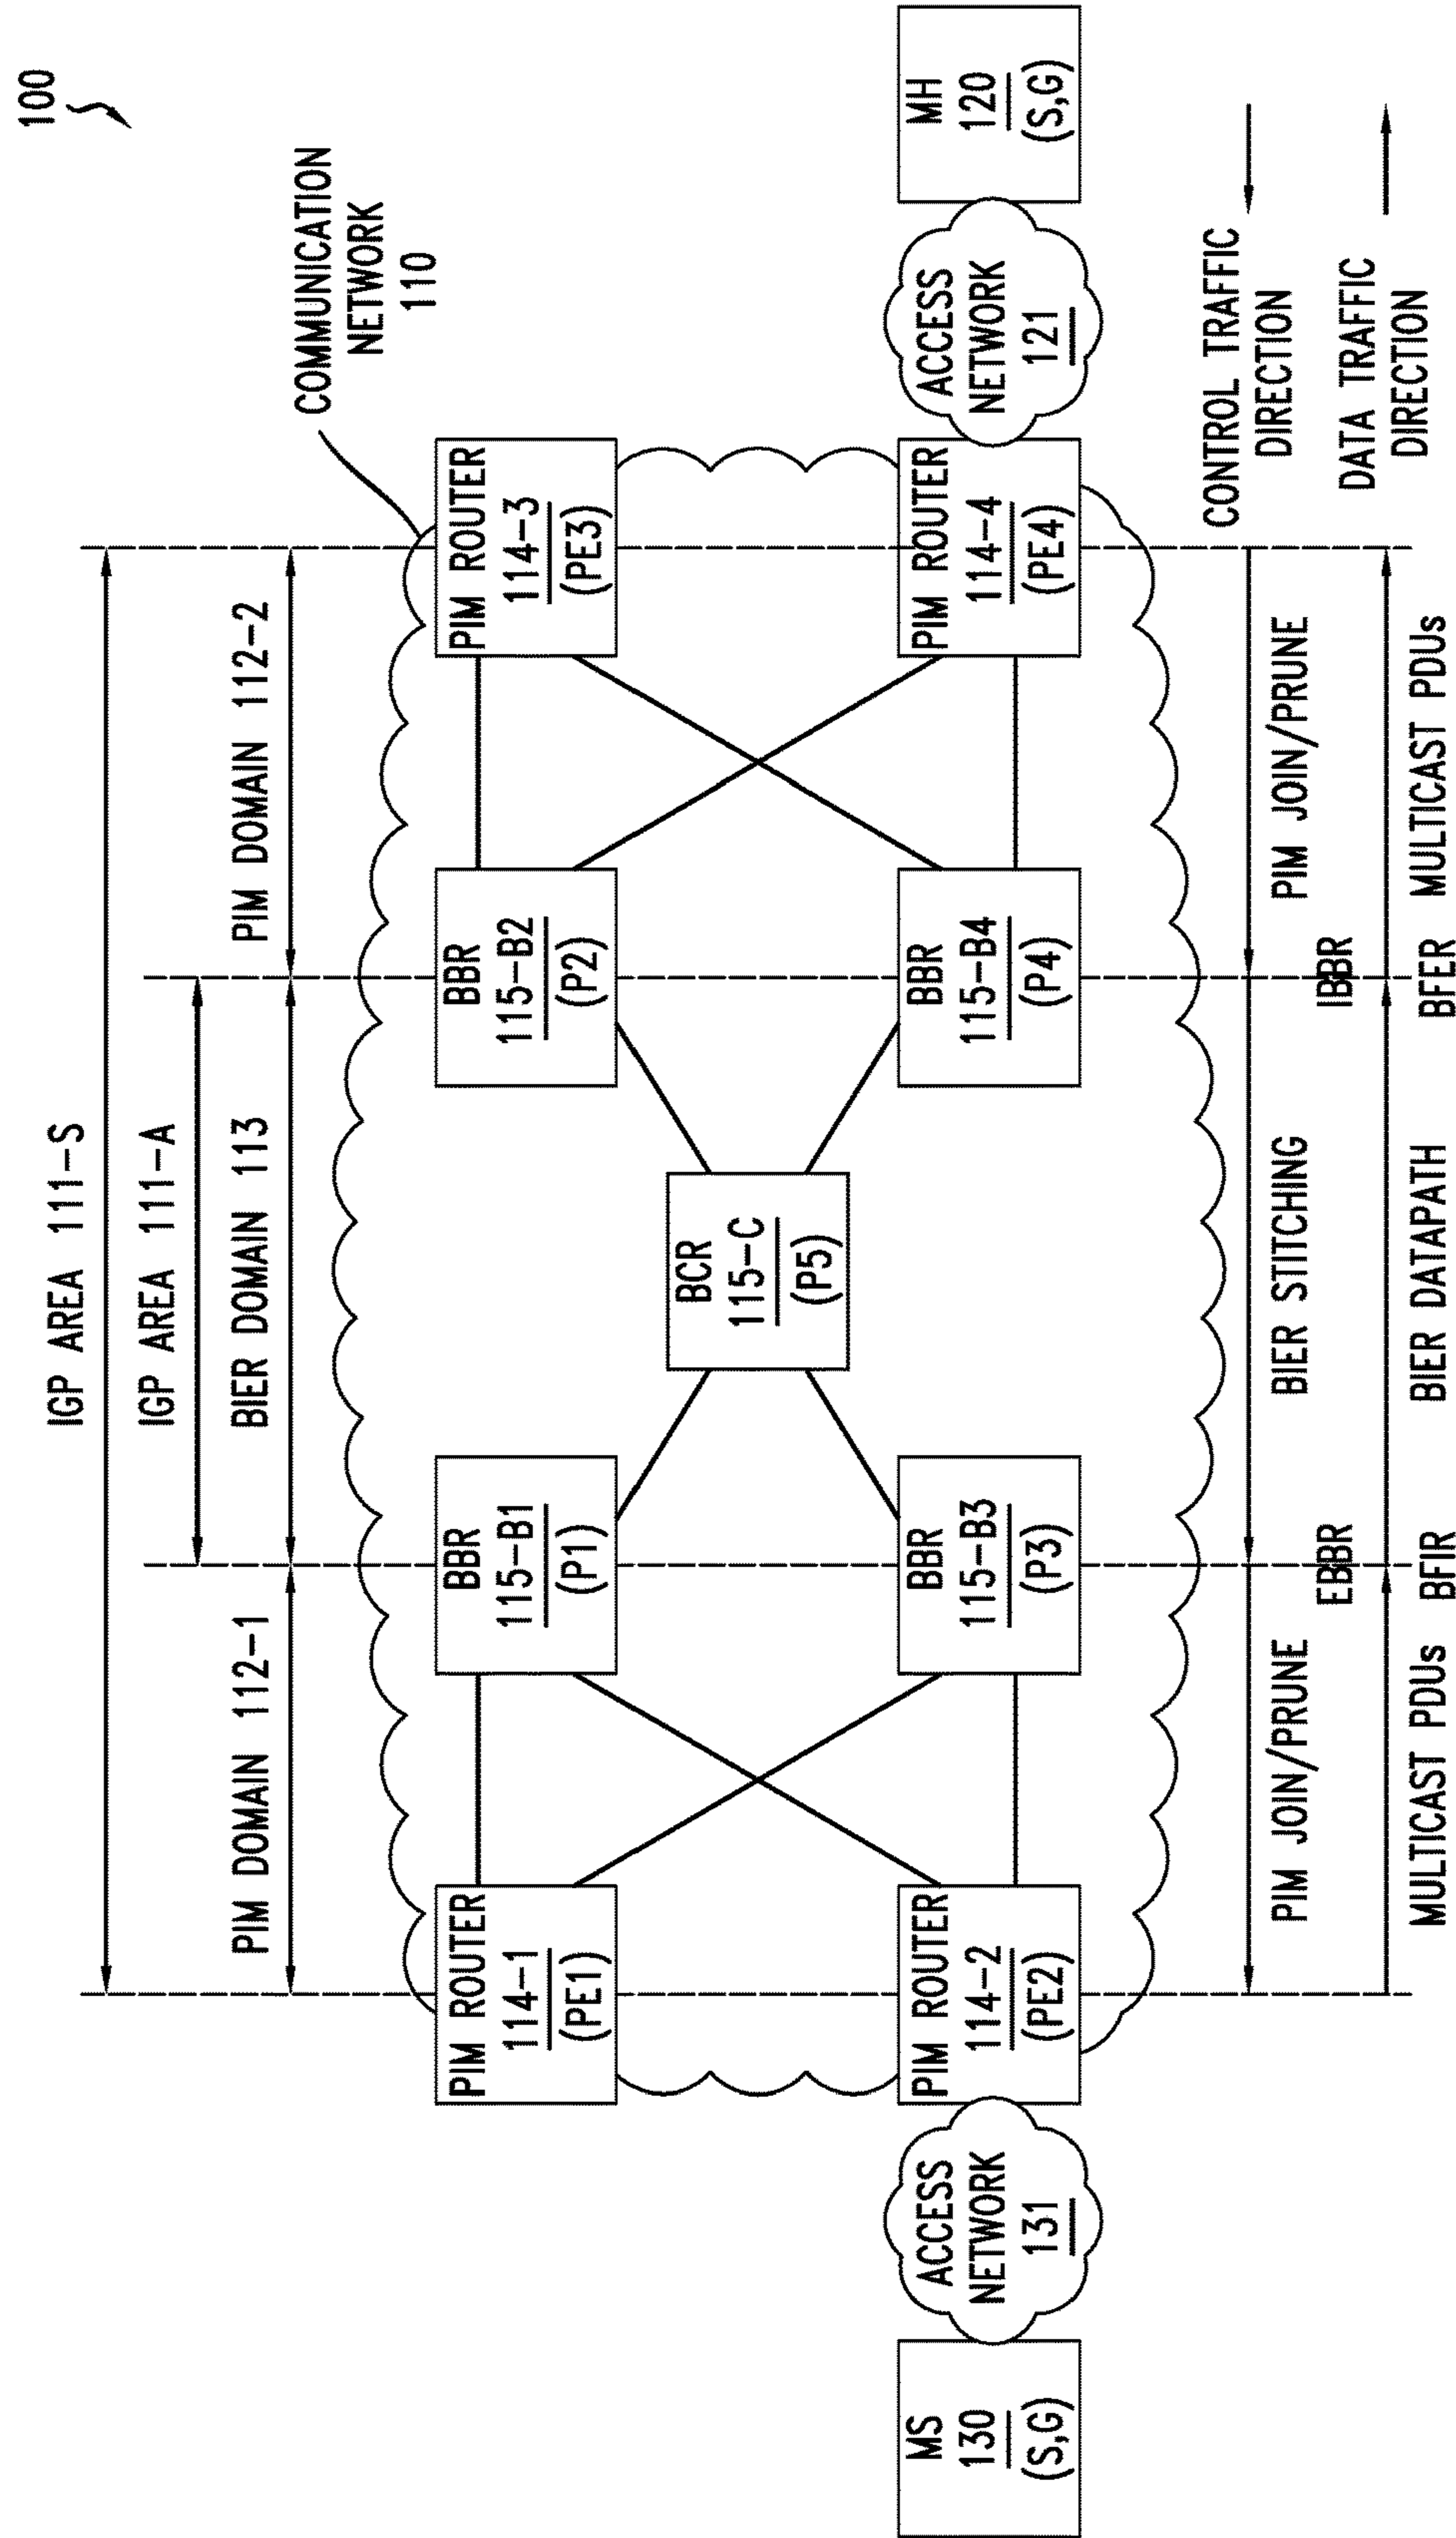 100
COMMUNICATION
NETWORK
110
IGP AREA 111-S
IGP AREA 111-A
PIM DOMAIN 112-1
BIER DOMAIN 113
PIM DOMAIN 112-2
PIM ROUTER
114-1
(PE1)
BBR
115-B1
(P1)
BBR
115-B2
(P2)
PIM ROUTER
114-3
(PE3)
BCR
115-C
(P5)
MS
130
(S,G)
ACCESS
NETWORK
131
PIM ROUTER
114-2
(PE2)
BBR
115-B3
(P3)
BBR
115-B4
(P4)
PIM ROUTER
114-4
(PE4)
ACCESS
NETWORK
121
MH
120
(S,G)
CONTROL TRAFFIC
DIRECTION
PIM JOIN/PRUNE
BIER STITCHING
PIM JOIN/PRUNE
EBBR
IBBR
DATA TRAFFIC
DIRECTION
MULTICAST PDUs
BFIR
BIER DATAPATH
BFER
MULTICAST PDUs